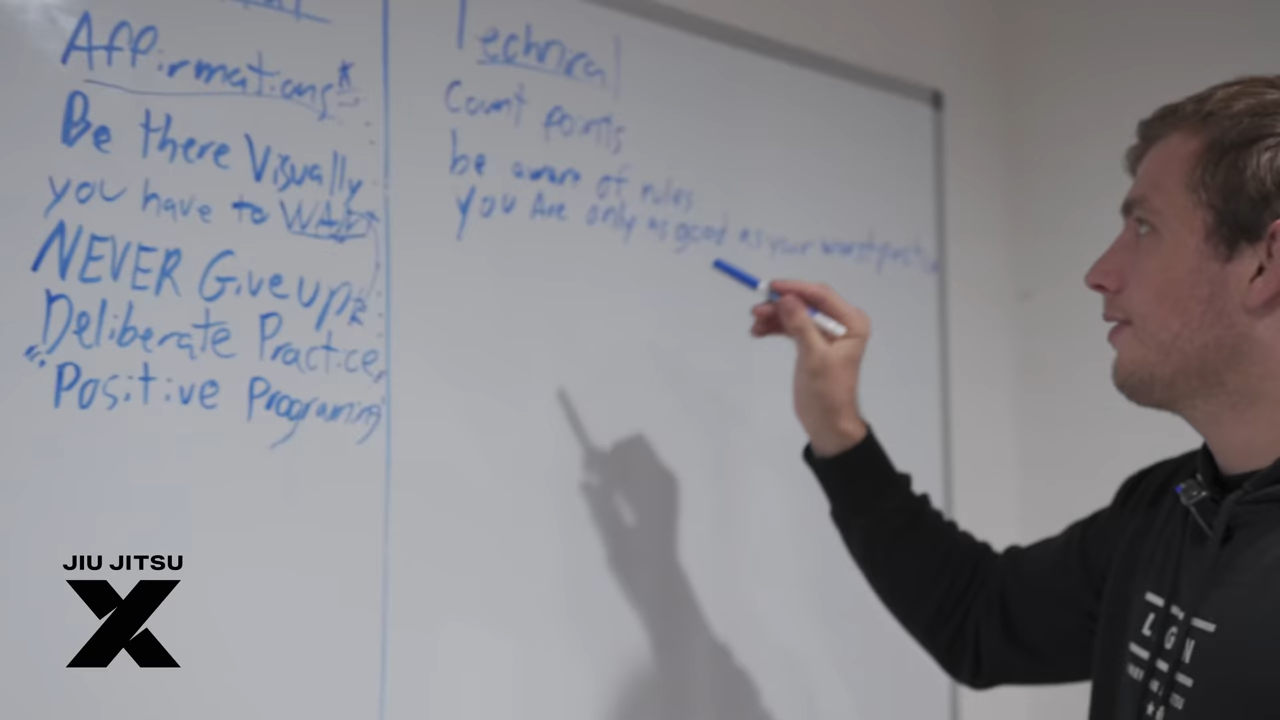 Affirmations*
Be there Visually
you have to WANT
NEVER Give up
Deliberate Practice,
"Positive Programing"
Technical
Count points
be aware of rules
you Are only as good as your worst
JIU JITSU
X
L G N